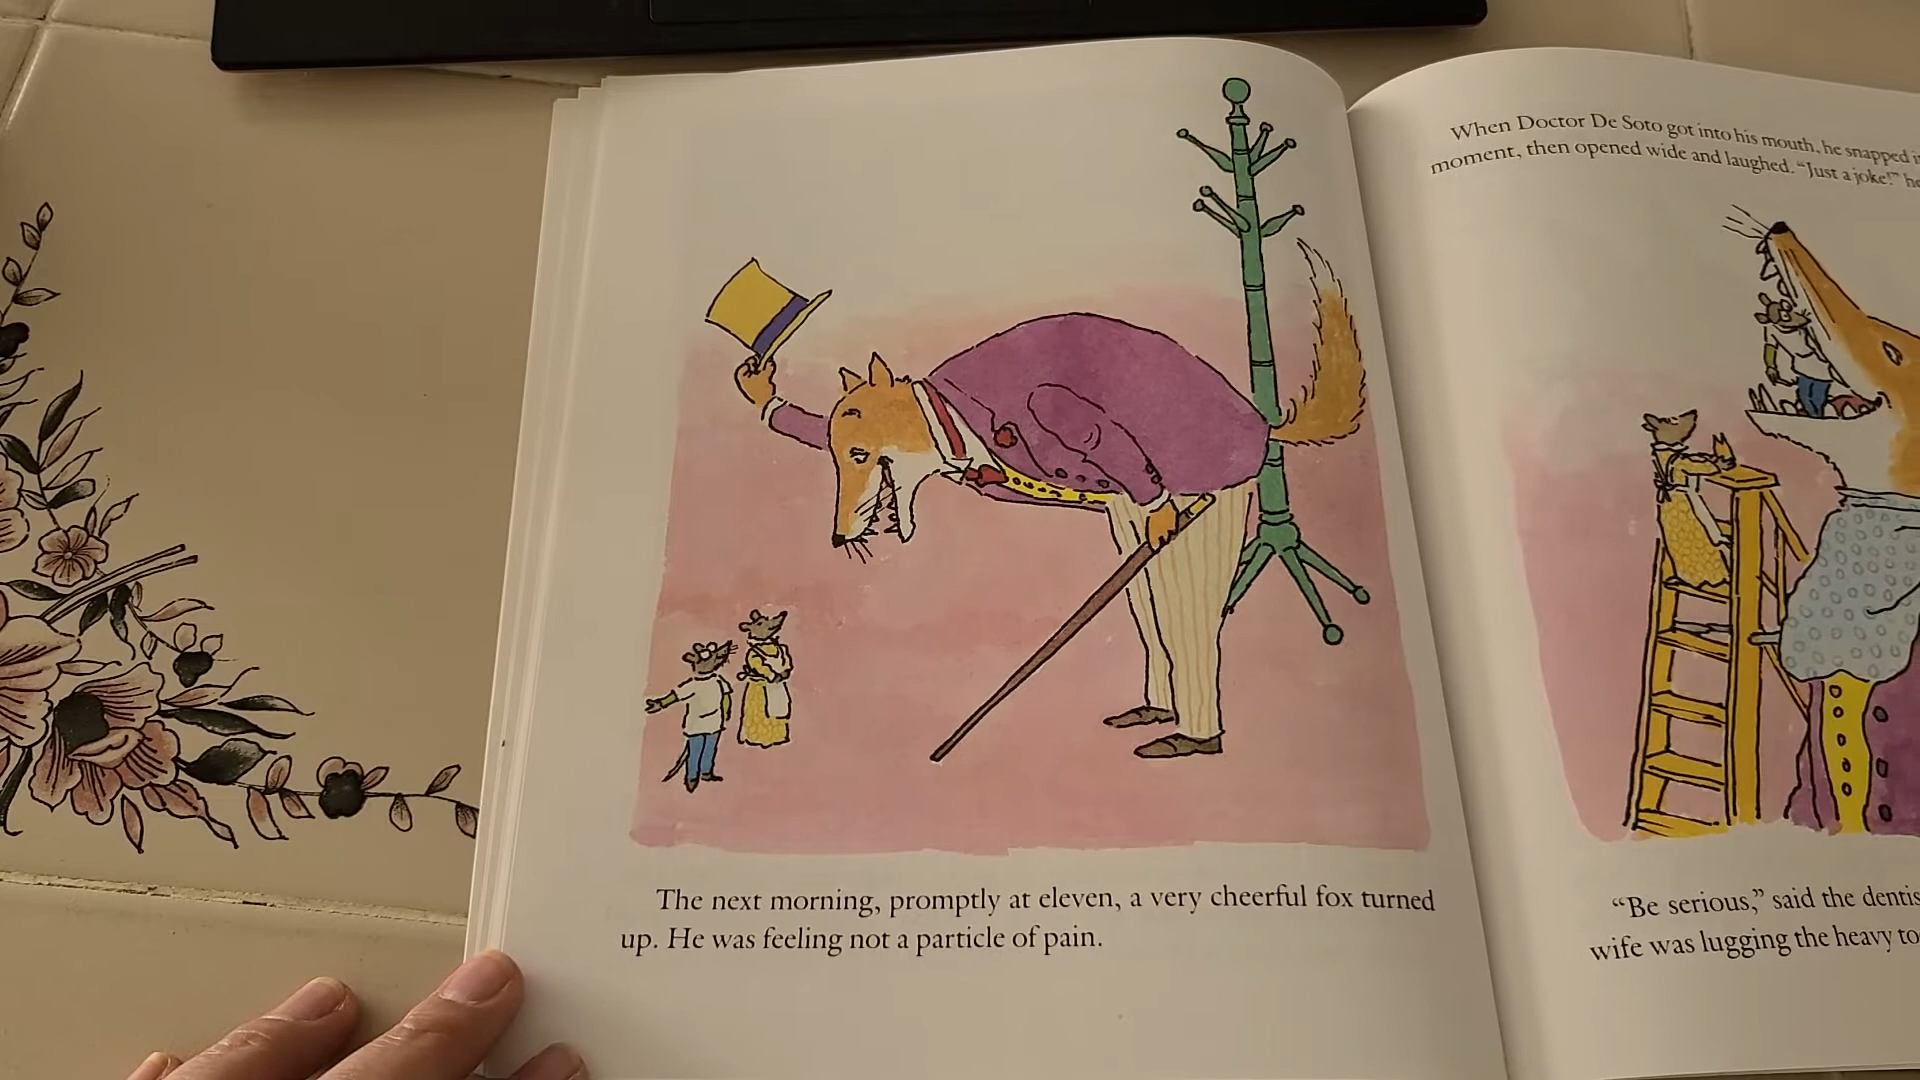 The next morning, promptly at eleven, a very cheerful fox turned
up. He was feeling not a particle of pain.
When Doctor De Soto got into his mouth, he snapped
moment, then opened wide and laughed. “Just a joke!”
“Be serious,” said the
wife was lugging the heavy